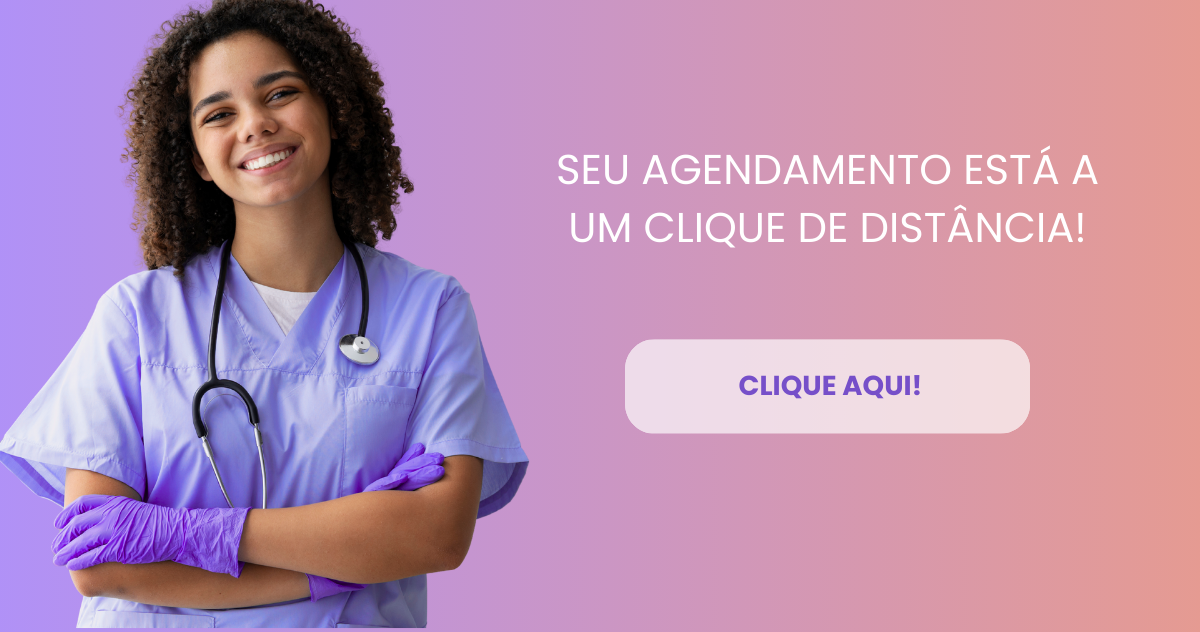 SEU AGENDAMENTO ESTÁ A
UM CLIQUE DE DISTÂNCIA!
CLIQUE AQUI!